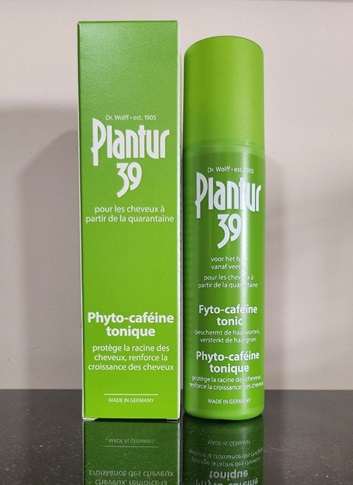 Dr. Wolff • est. 1905
Plantur
39
pour les cheveux à
partir de la quarantaine
Phyto-caféine
tonique
protège la racine des
cheveux, renforce la
croissance des cheveux
MADE IN GERMANY
Dr. Wolff • est. 1905
Plantur
39
voor het
vanaf
pour les cheveux à
partir de la quarantaine
Fyto-cafeïne
tonic
beschermt de haarwortels,
versterkt de haargroei
Phyto-caféine
tonique
protège la racine des cheveux,
renforce la croissance des cheveux
MADE IN GERMANY